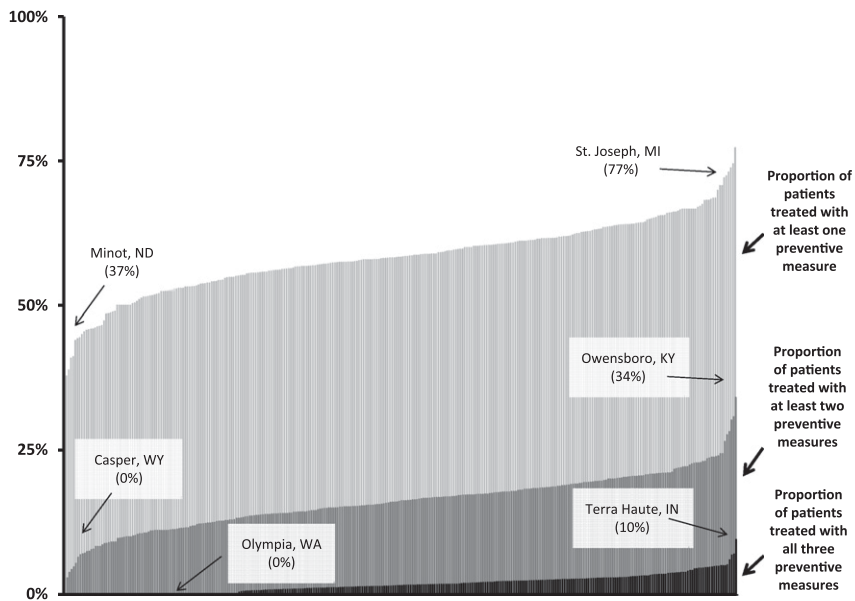 100%
75%
50%
25%
0%
Minot, ND
(37%)
St. Joseph, MI
(77%)
Casper, WY
(0%)
Owensboro, KY
(34%)
Olympia, WA
(0%)
Terra Haute, IN
(10%)
Proportion of
patients
treated with
at least one
preventive
measure
Proportion
of patients
treated with
at least two
preventive
measures
Proportion
of patients
treated with
all three
preventive
measures